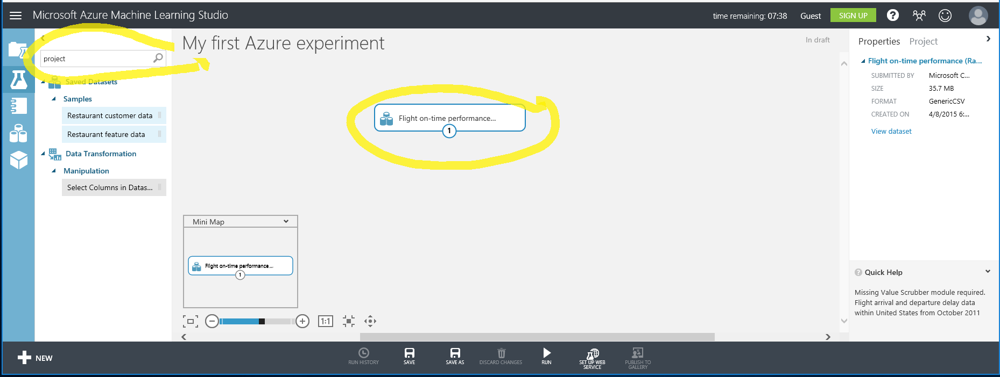 Microsoft Azure Machine Learning Studio
time remaining: 07:38
Guest
SIGN UP
?
project
Saved Datasets
Samples
Restaurant customer data
Restaurant feature data
Data Transformation
Manipulation
Select Columns in Datas...
My first Azure experiment
In draft
Flight on-time performance...
1
Mini Map
Flight on-time performance...
1
1:1
Properties Project
Flight on-time performance (Ra...
SUBMITTED BY Microsoft C...
SIZE 35.7 MB
FORMAT GenericCSV
CREATED ON 4/8/2015 6:...
View dataset
? Quick Help
Missing Value Scrubber module required.
Flight arrival and departure delay data
within United States from October 2011
NEW
RUN HISTORY
SAVE
SAVE AS
DISCARD CHANGES
RUN
SET UP WEB
SERVICE
PUBLISH TO
GALLERY